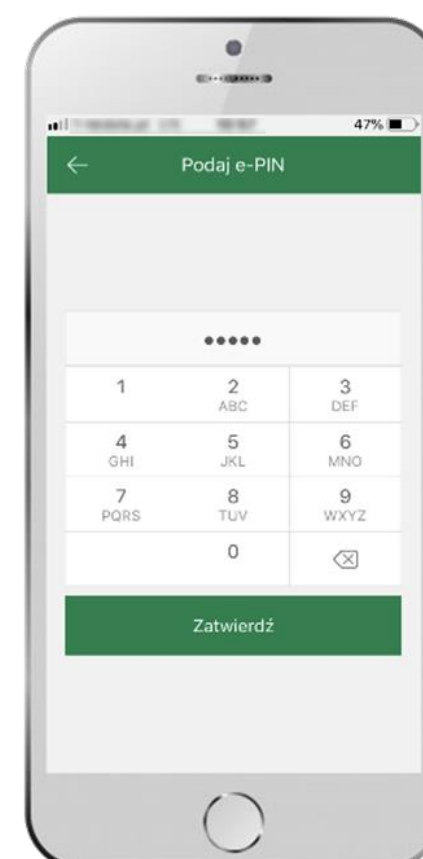 47%
Podaj e-PIN
•••••
1 2 3
ABC DEF
4 5 6
GHI JKL MNO
7 8 9
PQRS TUV WXYZ
0
Zatwierdź